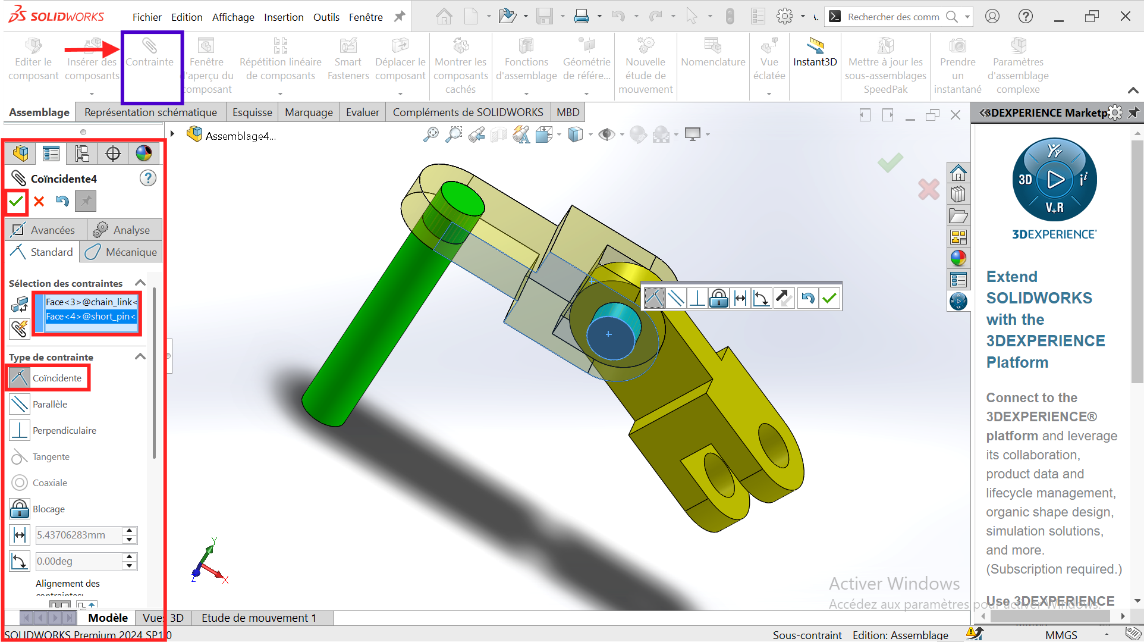 SOLIDWORKS
Fichier Edition Affichage Insertion Outils Fenêtre
Rechercher des comm
Editer le composant
Insérer des composants
Contrainte
Fenêtre d'aperçu du composant
Répétition linéaire de composants
Smart Fasteners
Déplacer le composant
Montrer les composants cachés
Fonctions d'assemblage
Géométrie de référe...
Nouvelle étude de mouvement
Nomenclature
Vue éclatée
Instant3D
Mettre à jour les sous-assemblages SpeedPak
Prendre un instantané
Paramètres d'assemblage complexe
Assemblage Représentation schématique Esquisse Marquage Evaluer Compléments de SOLIDWORKS MBD
Assemblage4...
Coïncidente4
Avancées Analyse
Standard Mécanique
Sélection des contraintes
Face<3>@chain_link<
Face<4>@short_pin<
Type de contrainte
Coïncidente
Parallèle
Perpendiculaire
Tangente
Coaxiale
Blocage
5.43706283mm
0.00deg
Alignement des
contraintes:
Y
X
Z
3DEXPERIENCE Marketp
3D
V.R
3DEXPERIENCE
Extend
SOLIDWORKS
with the
3DEXPERIENCE
Platform
Connect to the
3DEXPERIENCE®
platform and leverage
its collaboration,
product data and
lifecycle management,
organic shape design,
simulation solutions,
and more.
(Subscription required.)
Use 3DEXPERIENCE
Activer Windows
Accédez aux paramètres pour activer Windows.
Modèle Vues 3D Etude de mouvement 1
SOLIDWORKS Premium 2024 SP1.0
Sous-contraint Edition: Assemblage MMGS